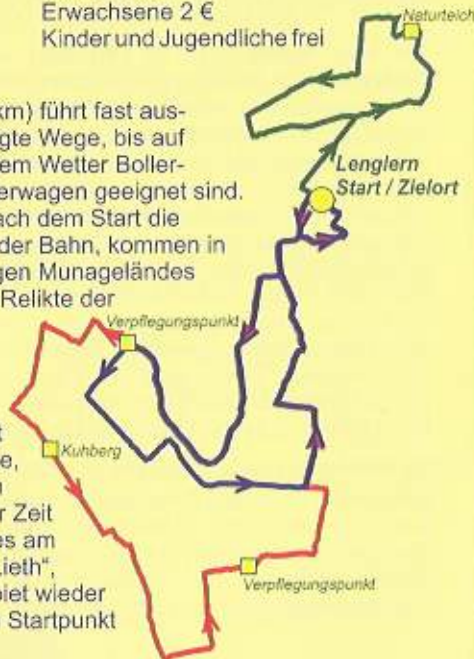 Erwachsene 2 €
Kinder und Jugendliche frei
Naturteich
km) führt fast aus-
gte Wege, bis auf
em Wetter Boller-
erwagen geeignet sind.
ach dem Start die
der Bahn, kommen in
gen Munageländes
Relikte der
Lenglern
Start / Zielort
Verpflegungspunkt
Kuhberg
t
e,
r Zeit
es am
ieth“,
biet wieder
Startpunkt
Verpflegungspunkt